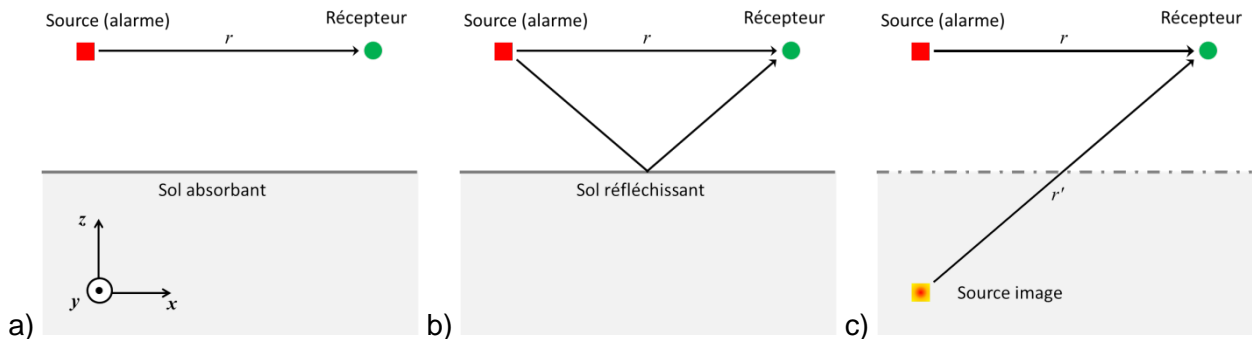 Source (alarme)
Récepteur
r
Sol absorbant
z
y
x
a)
Source (alarme)
Récepteur
r
Sol réfléchissant
b)
Source (alarme)
Récepteur
r
r'
Source image
c)